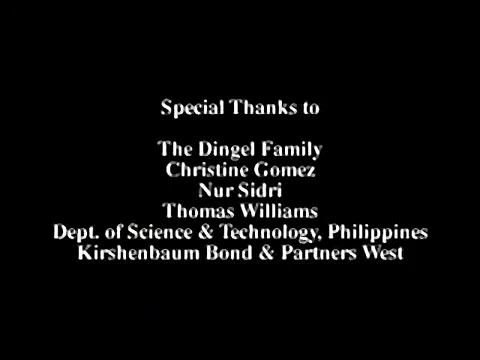 Special Thanks to
The Dingel Family
Christine Gomez
Nur Sidri
Thomas Williams
Dept. of Science & Technology, Philippines
Kirshenbaum Bond & Partners West